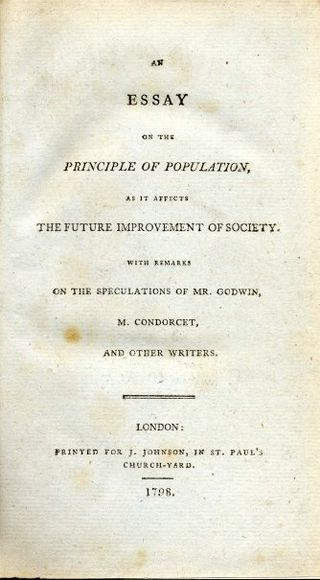 AN
ESSAY
ON THE
PRINCIPLE OF POPULATION,
AS IT AFFECTS
THE FUTURE IMPROVEMENT OF SOCIETY.
WITH REMARKS
ON THE SPECULATIONS OF MR. GODWIN,
M. CONDORCET,
AND OTHER WRITERS.
LONDON:
PRINTED FOR J. JOHNSON, IN ST. PAUL'S
CHURCH-YARD.
1798.